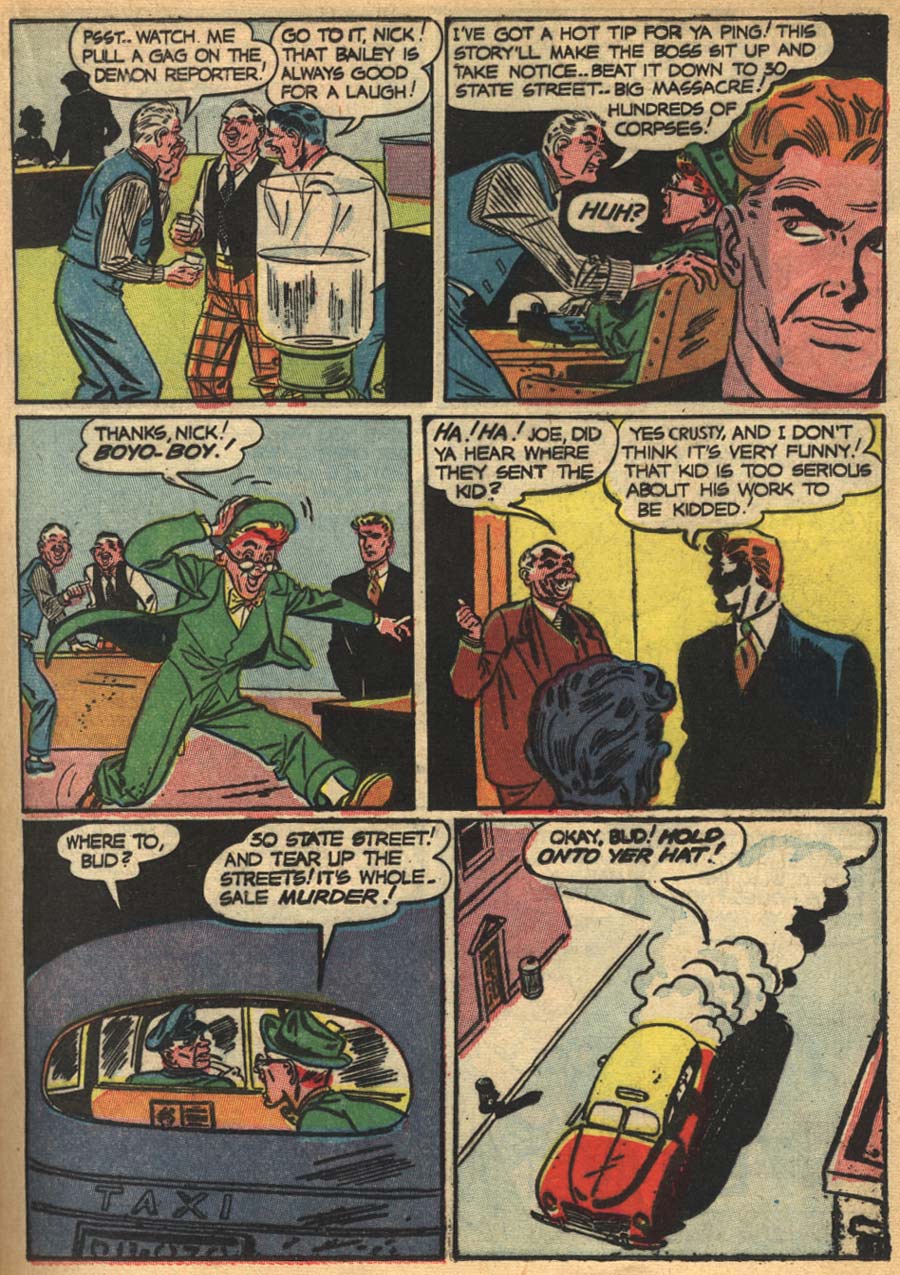 PSST.. WATCH ME
PULL A GAG ON THE
DEMON REPORTER!
GO TO IT, NICK!
THAT BAILEY IS
ALWAYS GOOD
FOR A LAUGH!
I'VE GOT A HOT TIP FOR YA PING! THIS
STORY'LL MAKE THE BOSS SIT UP AND
TAKE NOTICE.. BEAT IT DOWN TO 30
STATE STREET.. BIG MASSACRE!
HUNDREDS OF
CORPSES!
HUH?
THANKS, NICK!
BOYO-BOY!
HA! HA! JOE, DID
YA HEAR WHERE
THEY SENT THE
KID?
YES CRUSTY, AND I DON'T
THINK IT'S VERY FUNNY!
THAT KID IS TOO SERIOUS
ABOUT HIS WORK TO
BE KIDDED!
WHERE TO,
BUD?
30 STATE STREET!
AND TEAR UP THE
STREETS! IT'S WHOLE-
SALE MURDER!
TAXI
OKAY, BUD! HOLD
ONTO YER HAT!